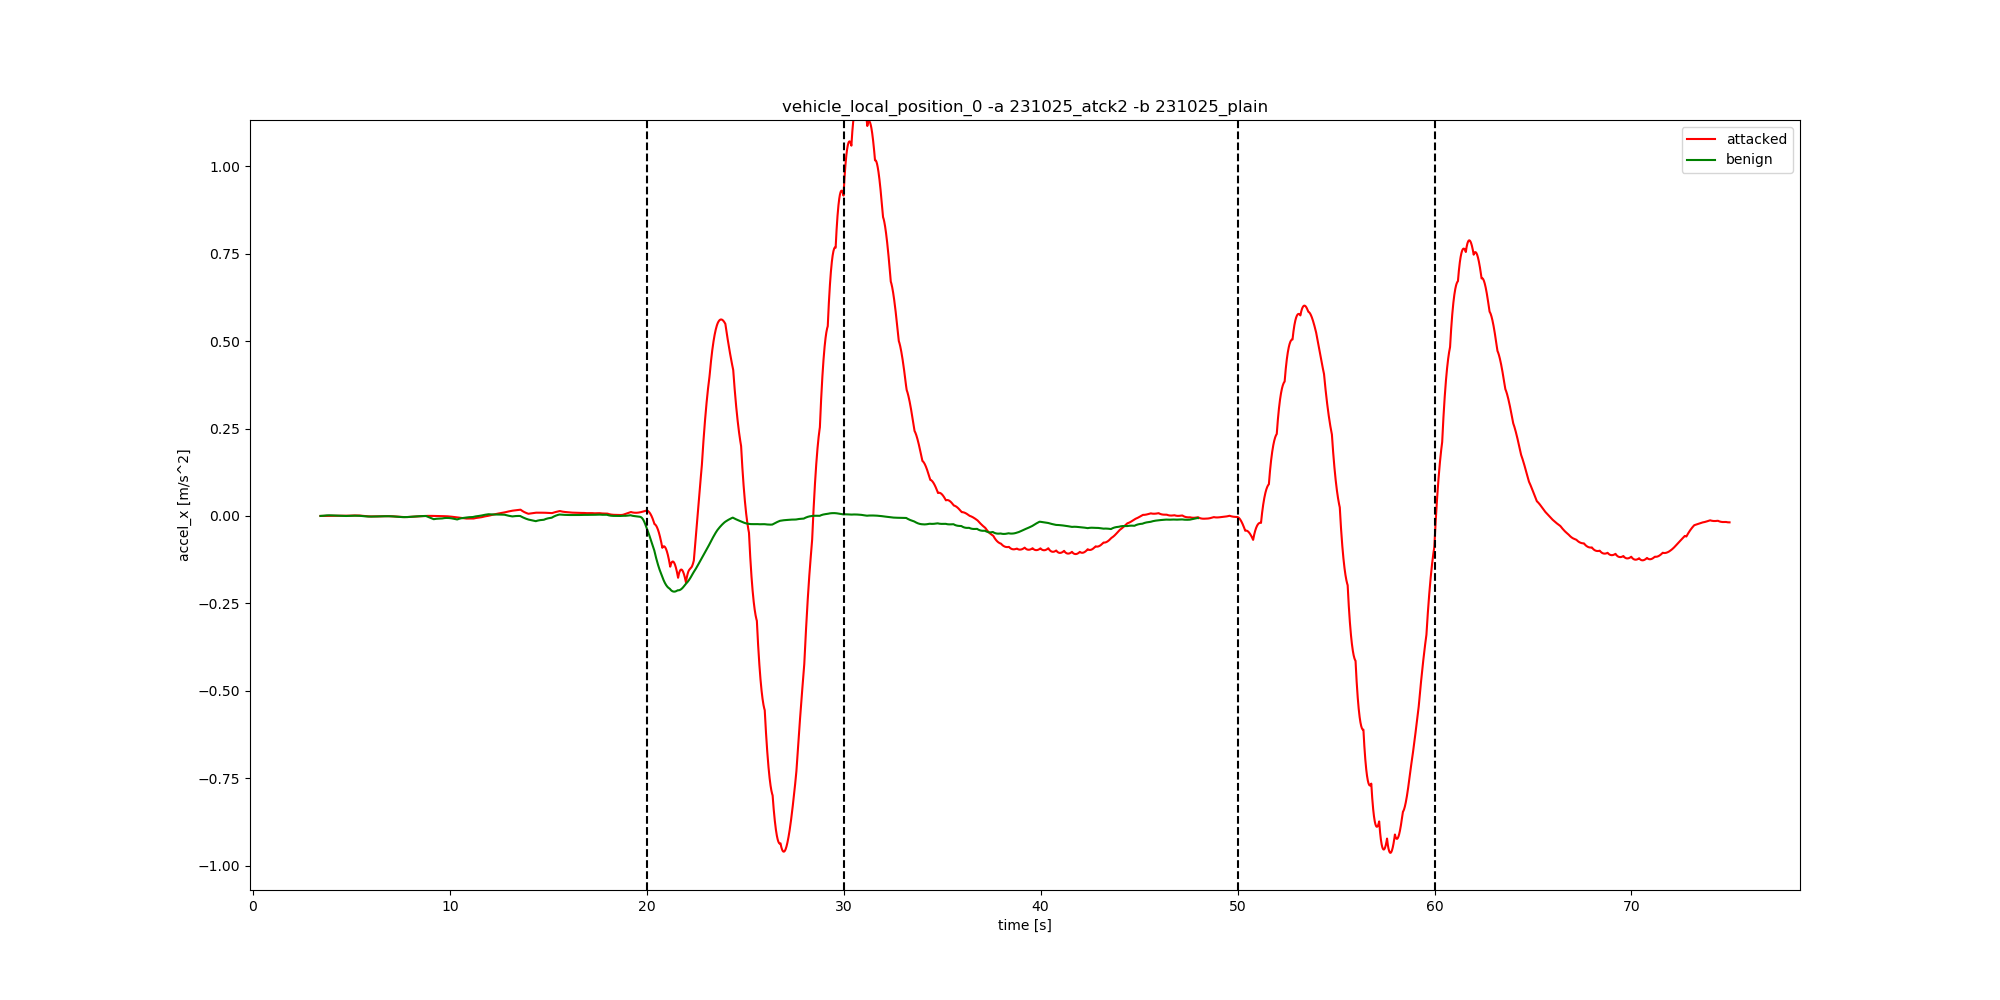 vehicle_local_position_0 -a 231025_atck2 -b 231025_plain
attacked
benign
accel_x [m/s^2]
1.00
0.75
0.50
0.25
0.00
−0.25
−0.50
−0.75
−1.00
0 10 20 30 40 50 60 70
time [s]